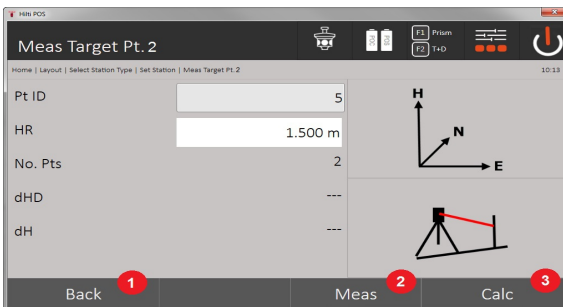 Hilti POS
Meas Target Pt. 2
POC
POS
F1 Prism
F2 T+D
Home | Layout | Select Station Type | Set Station | Meas Target Pt. 2
10:13
Pt ID
5
HR
1.500 m
No. Pts
2
dHD
---
dH
---
H
N
E
1
2
3
Back
Meas
Calc